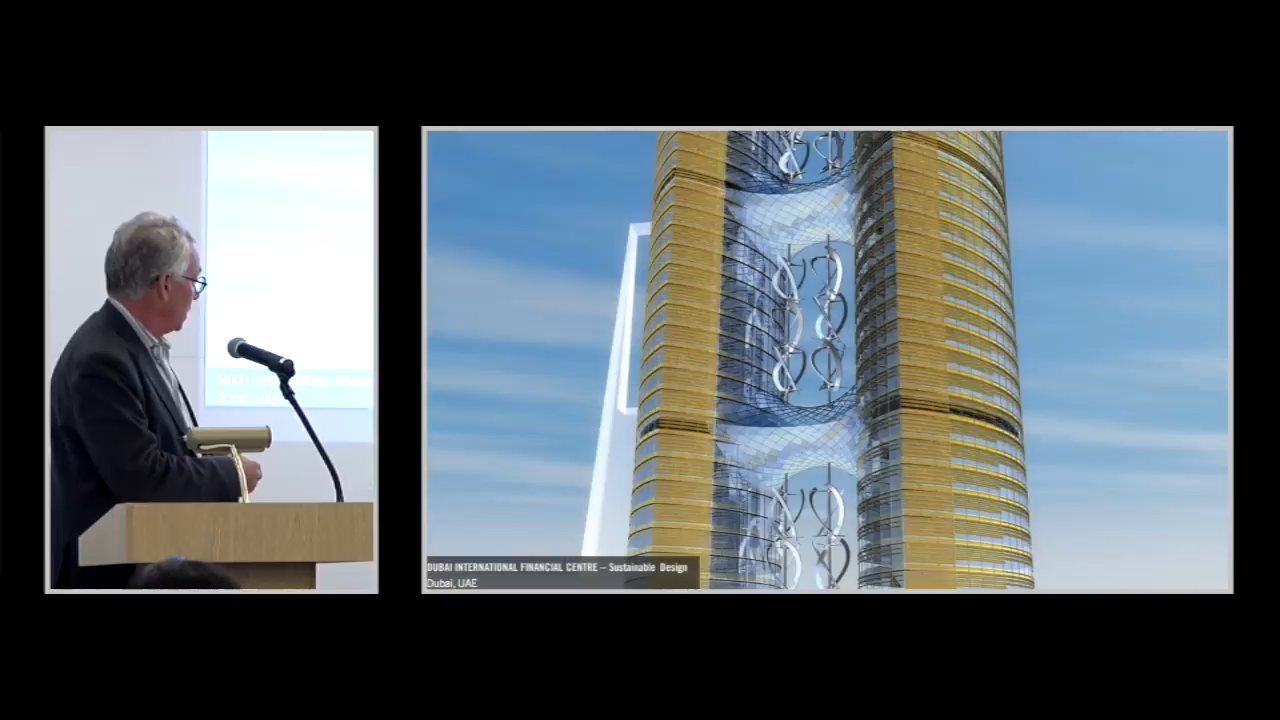 DUBAI INTERNATIONAL FINANCIAL CENTRE – Sustainable Design
Dubai, UAE